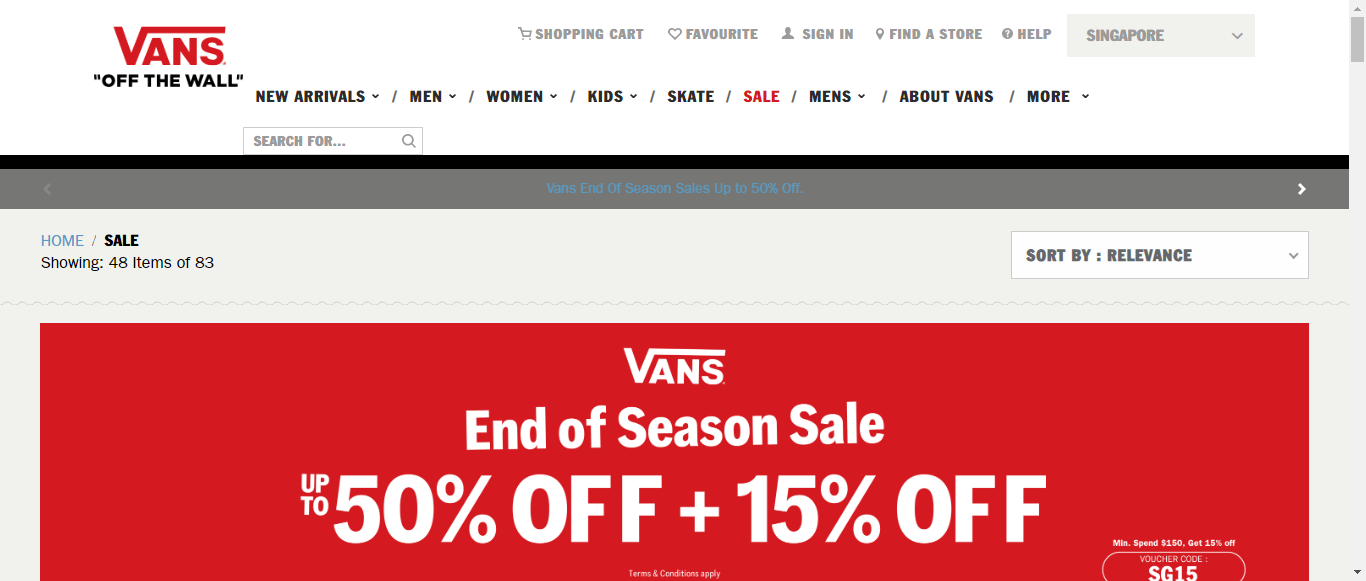 VANS
"OFF THE WALL"
SHOPPING CART FAVOURITE SIGN IN FIND A STORE HELP SINGAPORE
NEW ARRIVALS / MEN / WOMEN / KIDS / SKATE / SALE / MENS / ABOUT VANS / MORE
SEARCH FOR...
Vans End Of Season Sales Up to 50% Off.
HOME / SALE
Showing: 48 Items of 83
SORT BY : RELEVANCE
VANS
End of Season Sale
UP TO 50% OFF + 15% OFF
Min. Spend $150, Get 15% off
VOUCHER CODE :
SG15
Terms & Conditions apply